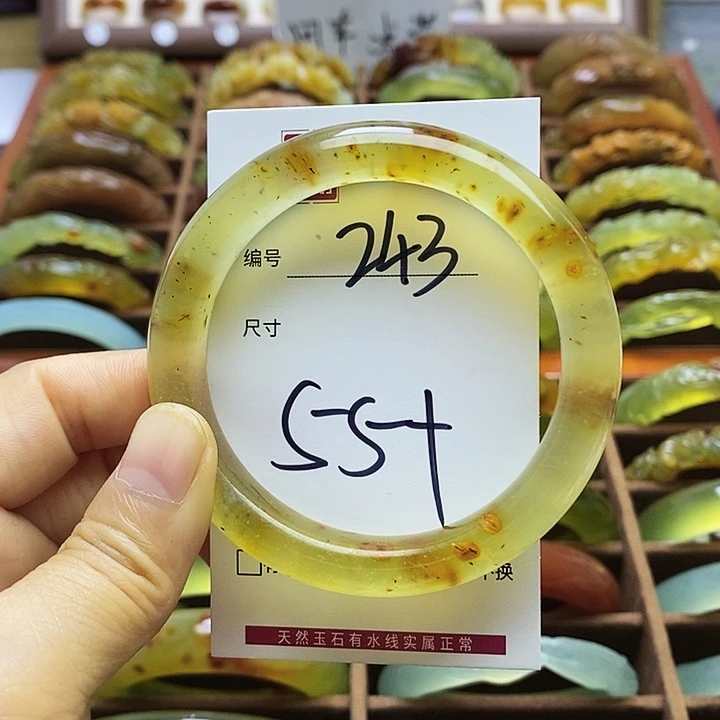 编号 243
尺寸
55+
换
天然玉石有水线实属正常